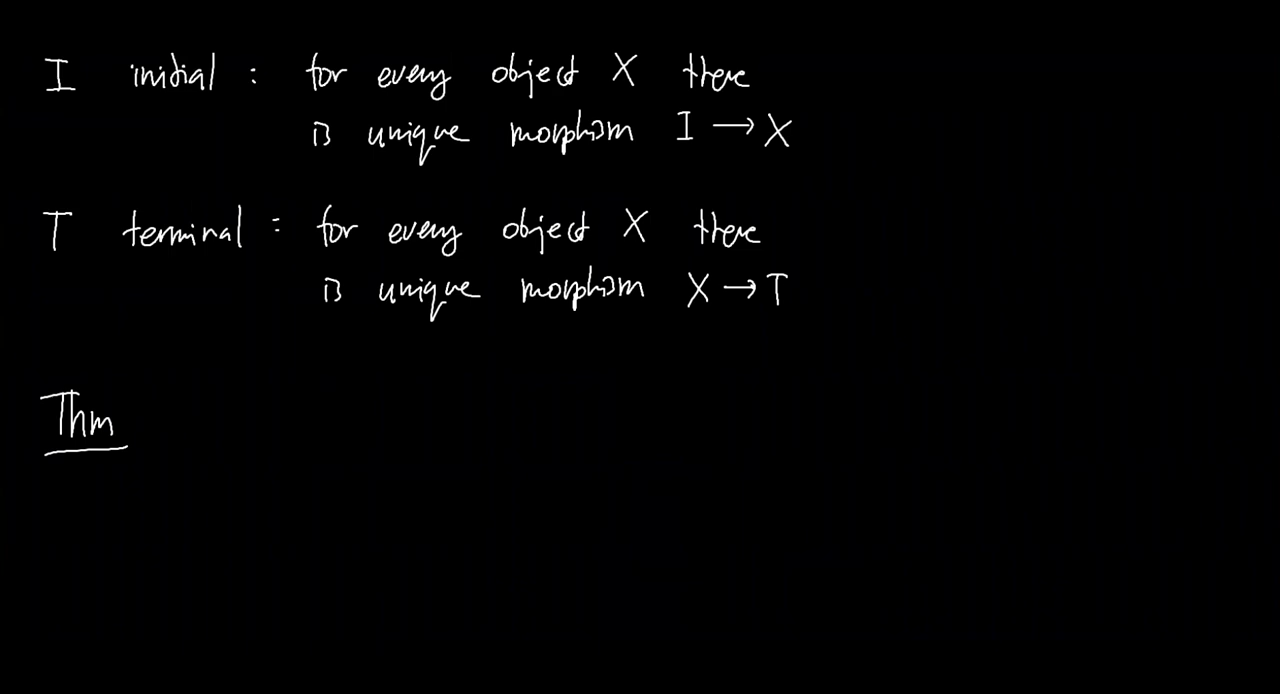 I initial : for every object X there
is unique morphism I → X
T terminal : for every object X there
is unique morphism X → T
Thm